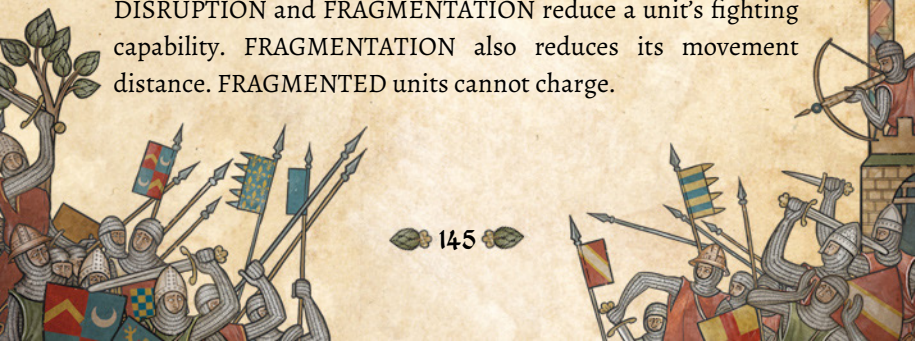 DISRUPTION and FRAGMENTATION reduce a unit's fighting
capability. FRAGMENTATION also reduces its movement
distance. FRAGMENTED units cannot charge.
145